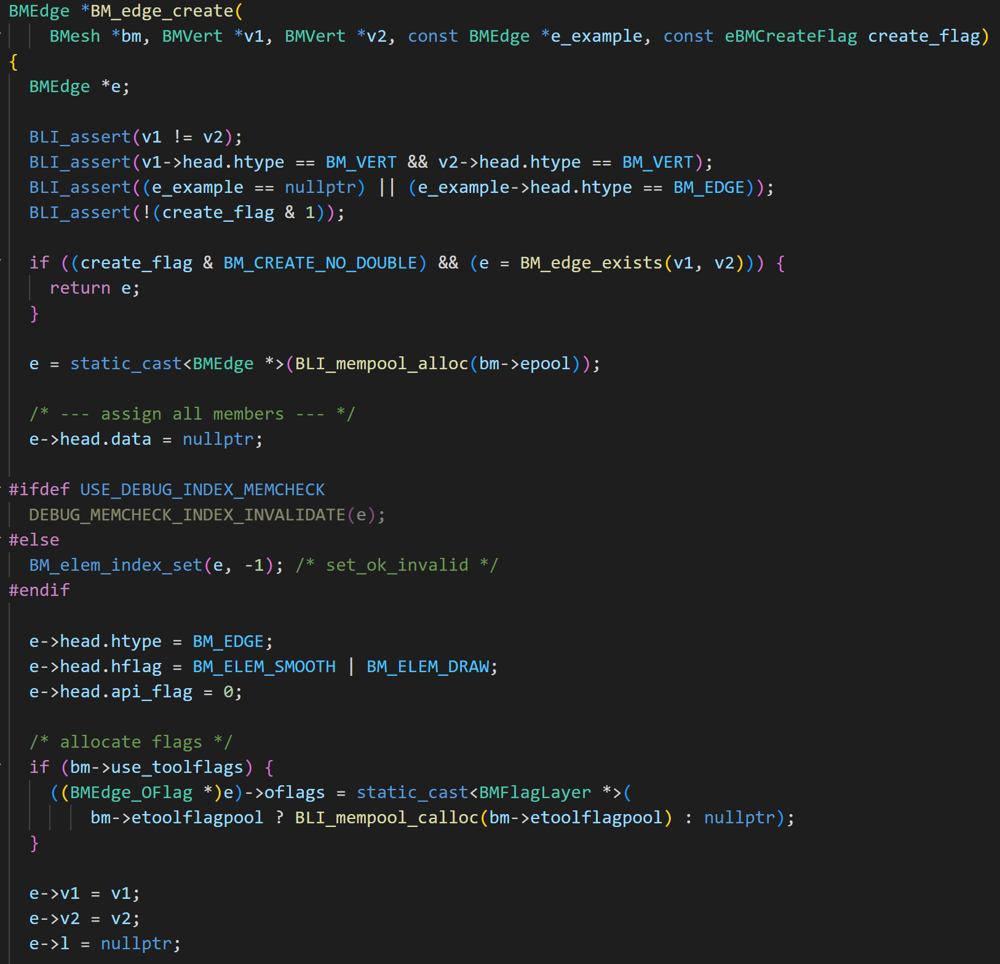 BMEdge *BM_edge_create(
    BMesh *bm, BMVert *v1, BMVert *v2, const BMEdge *e_example, const eBMCreateFlag create_flag)
{
  BMEdge *e;

  BLI_assert(v1 != v2);
  BLI_assert(v1->head.htype == BM_VERT && v2->head.htype == BM_VERT);
  BLI_assert((e_example == nullptr) || (e_example->head.htype == BM_EDGE));
  BLI_assert(!(create_flag & 1));

  if ((create_flag & BM_CREATE_NO_DOUBLE) && (e = BM_edge_exists(v1, v2))) {
    return e;
  }

  e = static_cast<BMEdge *>(BLI_mempool_alloc(bm->epool));

  /* --- assign all members --- */
  e->head.data = nullptr;

#ifdef USE_DEBUG_INDEX_MEMCHECK
  DEBUG_MEMCHECK_INDEX_INVALIDATE(e);
#else
  BM_elem_index_set(e, -1); /* set_ok_invalid */
#endif

  e->head.htype = BM_EDGE;
  e->head.hflag = BM_ELEM_SMOOTH | BM_ELEM_DRAW;
  e->head.api_flag = 0;

  /* allocate flags */
  if (bm->use_toolflags) {
    ((BMEdge_OFlag *)e)->oflags = static_cast<BMFlagLayer *>(
        bm->etoolflagpool ? BLI_mempool_calloc(bm->etoolflagpool) : nullptr);
  }

  e->v1 = v1;
  e->v2 = v2;
  e->l = nullptr;